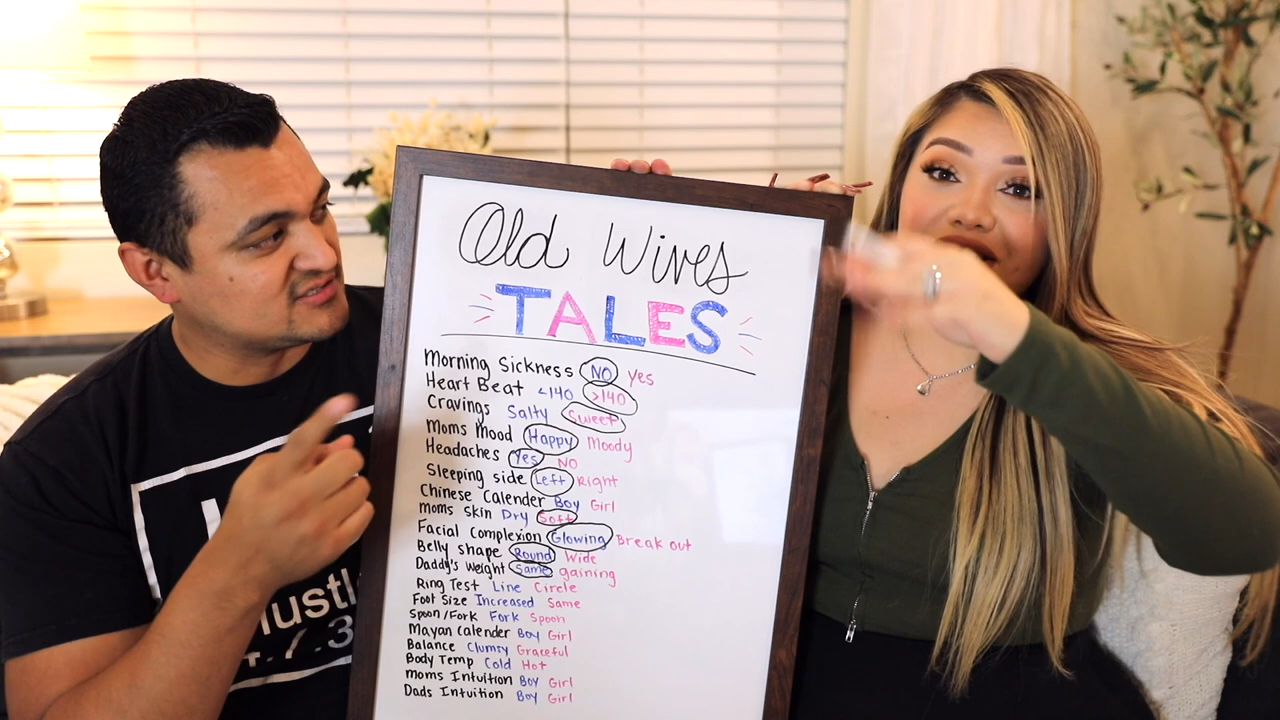 Old Wives
TALES
Morning Sickness NO Yes
Heart Beat <140 >140
Cravings Salty Sweet
Moms Mood Happy Moody
Headaches Yes NO
Sleeping side Left Right
Chinese Calender Boy Girl
moms skin Dry Soft
Facial Complexion Glowing Break out
Belly shape Round Wide
Daddy's weight Same gaining
Ring Test Line Circle
Foot Size Increased Same
Spoon/Fork Fork Spoon
Mayan Calender Boy Girl
Balance Clumsy Graceful
Body Temp Cold Hot
moms Intuition Boy Girl
Dads Intuition Boy Girl